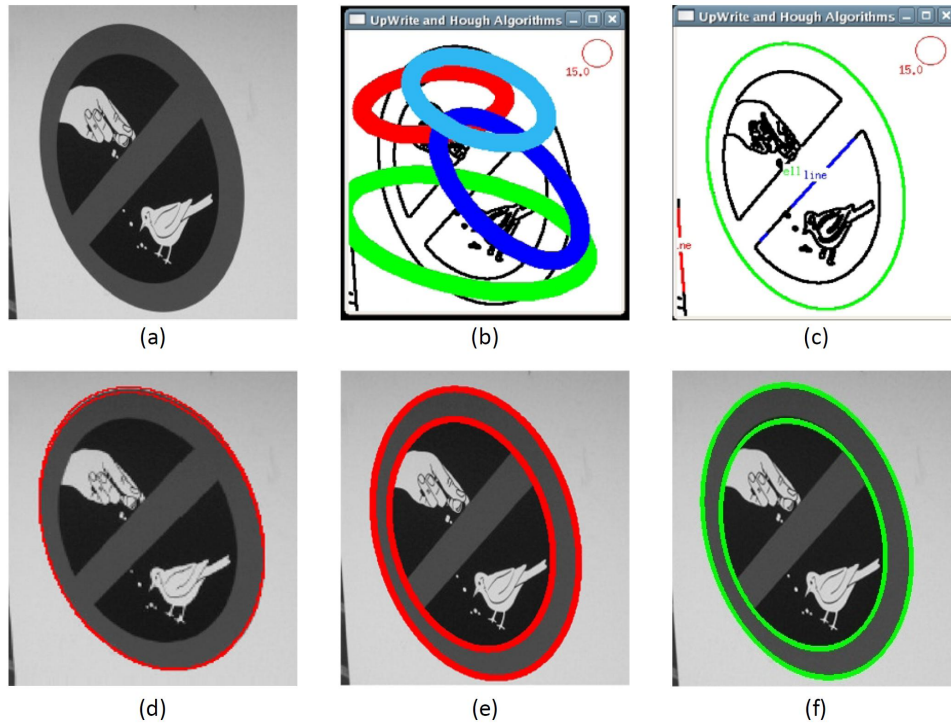 UpWrite and Hough Algorithms
15.0
UpWrite and Hough Algorithms
15.0
ell line
(a)
(b)
(c)
(d)
(e)
(f)